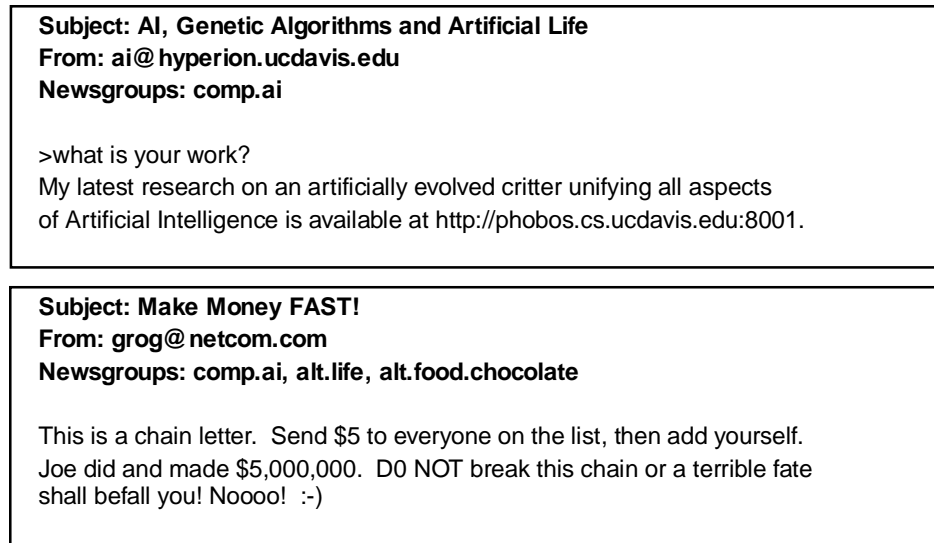 Subject: AI, Genetic Algorithms and Artificial Life
From: ai@hyperion.ucdavis.edu
Newsgroups: comp.ai
>what is your work?
My latest research on an artificially evolved critter unifying all aspects
of Artificial Intelligence is available at http://phobos.cs.ucdavis.edu:8001.
Subject: Make Money FAST!
From: grog@netcom.com
Newsgroups: comp.ai, alt.life, alt.food.chocolate
This is a chain letter. Send $5 to everyone on the list, then add yourself.
Joe did and made $5,000,000. D0 NOT break this chain or a terrible fate
shall befall you! Noooo! :-)